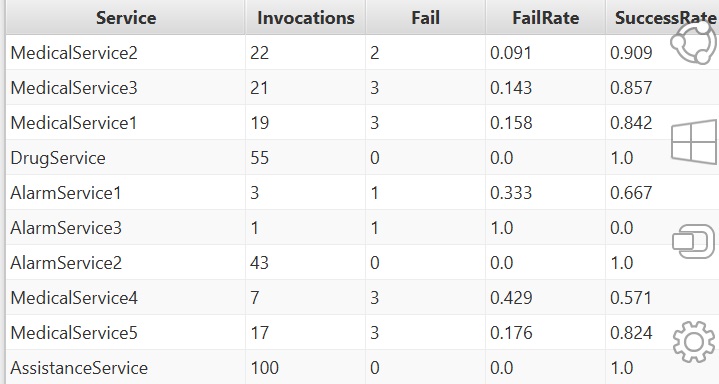 Service Invocations Fail FailRate SuccessRate
MedicalService2 22 2 0.091 0.909
MedicalService3 21 3 0.143 0.857
MedicalService1 19 3 0.158 0.842
DrugService 55 0 0.0 1.0
AlarmService1 3 1 0.333 0.667
AlarmService3 1 1 1.0 0.0
AlarmService2 43 0 0.0 1.0
MedicalService4 7 3 0.429 0.571
MedicalService5 17 3 0.176 0.824
AssistanceService 100 0 0.0 1.0